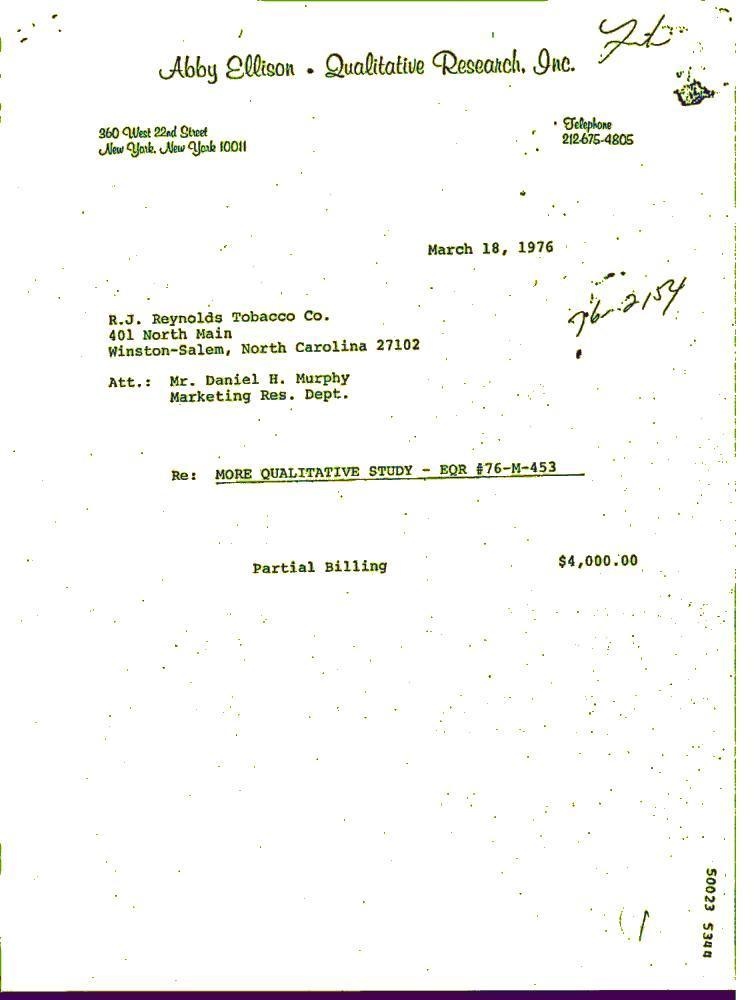 Abby Ellison • Qualitative Research, Inc.
360 West 22nd Street
New York, New York 10011
Telephone
212-675-4805
March 18, 1976
76-2154
R.J. Reynolds Tobacco Co.
401 North Main
Winston-Salem, North Carolina 27102
Att.: Mr. Daniel H. Murphy
Marketing Res. Dept.
Re: MORE QUALITATIVE STUDY - EQR #76-M-453
Partial Billing $4,000.00
50023 5344